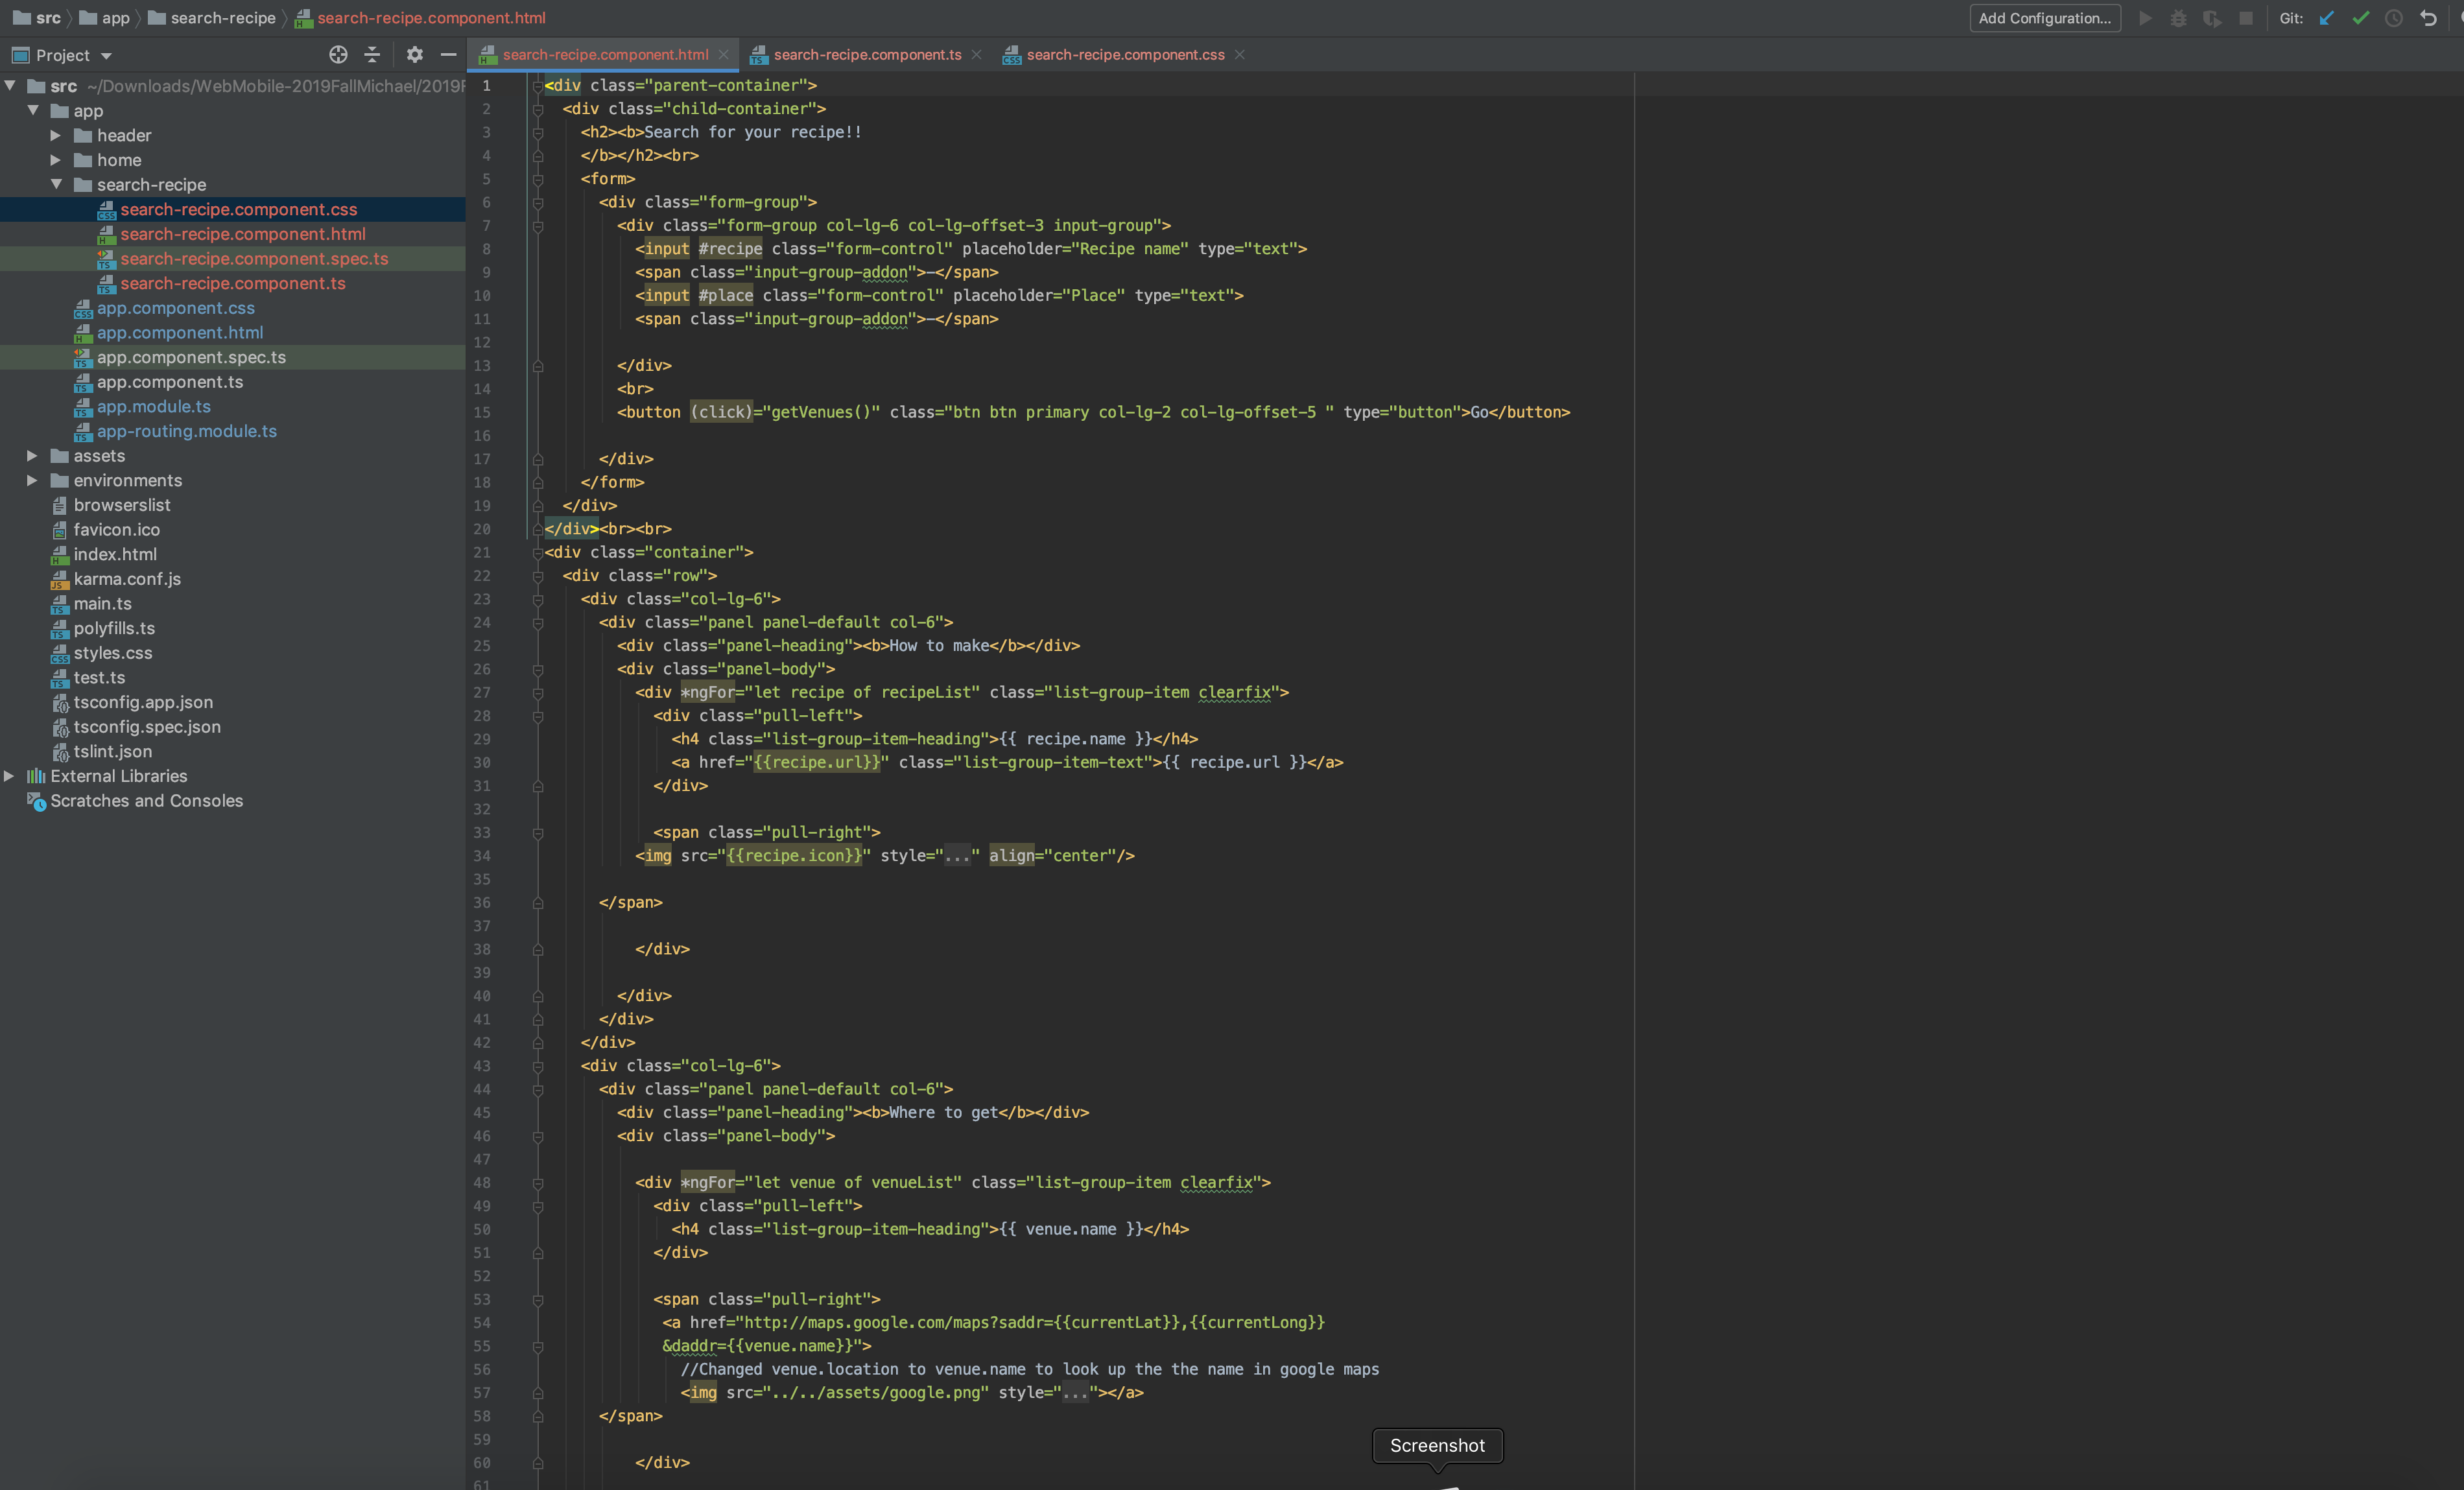 src app search-recipe search-recipe.component.html Add Configuration... Git:
Project search-recipe.component.html search-recipe.component.ts search-recipe.component.css
src ~/Downloads/WebMobile-2019FallMichael/2019F
app
header
home
search-recipe
search-recipe.component.css
search-recipe.component.html
search-recipe.component.spec.ts
search-recipe.component.ts
app.component.css
app.component.html
app.component.spec.ts
app.component.ts
app.module.ts
app-routing.module.ts
assets
environments
browserslist
favicon.ico
index.html
karma.conf.js
main.ts
polyfills.ts
styles.css
test.ts
tsconfig.app.json
tsconfig.spec.json
tslint.json
External Libraries
Scratches and Consoles
1 <div class="parent-container">
2 <div class="child-container">
3 <h2><b>Search for your recipe!!
4 </b></h2><br>
5 <form>
6 <div class="form-group">
7 <div class="form-group col-lg-6 col-lg-offset-3 input-group">
8 <input #recipe class="form-control" placeholder="Recipe name" type="text">
9 <span class="input-group-addon">-</span>
10 <input #place class="form-control" placeholder="Place" type="text">
11 <span class="input-group-addon">-</span>
12
13 </div>
14 <br>
15 <button (click)="getVenues()" class="btn btn primary col-lg-2 col-lg-offset-5 " type="button">Go</button>
16
17 </div>
18 </form>
19 </div>
20 </div><br><br>
21 <div class="container">
22 <div class="row">
23 <div class="col-lg-6">
24 <div class="panel panel-default col-6">
25 <div class="panel-heading"><b>How to make</b></div>
26 <div class="panel-body">
27 <div *ngFor="let recipe of recipeList" class="list-group-item clearfix">
28 <div class="pull-left">
29 <h4 class="list-group-item-heading">{{ recipe.name }}</h4>
30 <a href="{{recipe.url}}" class="list-group-item-text">{{ recipe.url }}</a>
31 </div>
32
33 <span class="pull-right">
34 <img src="{{recipe.icon}}" style="..." align="center"/>
35
36 </span>
37
38 </div>
39
40 </div>
41 </div>
42 </div>
43 <div class="col-lg-6">
44 <div class="panel panel-default col-6">
45 <div class="panel-heading"><b>Where to get</b></div>
46 <div class="panel-body">
47
48 <div *ngFor="let venue of venueList" class="list-group-item clearfix">
49 <div class="pull-left">
50 <h4 class="list-group-item-heading">{{ venue.name }}</h4>
51 </div>
52
53 <span class="pull-right">
54 <a href="http://maps.google.com/maps?saddr={{currentLat}},{{currentLong}}
55 &daddr={{venue.name}}">
56 //Changed venue.location to venue.name to look up the the name in google maps
57 <img src="../../assets/google.png" style="..."></a>
58 </span>
59
60 </div>
61
Screenshot